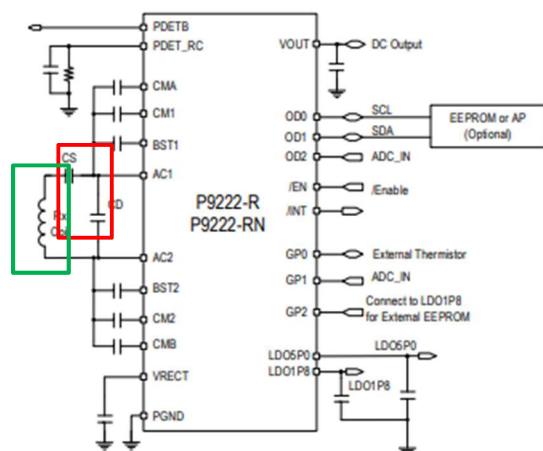 PDETB
PDET_RC
CMA
CM1
BST1
CS
AC1
CD
Rx
Coil
AC2
BST2
CM2
CMB
VRECT
PGND
P9222-R
P9222-RN
VOUT
DC Output
OD0
SCL
OD1
SDA
EEPROM or AP
(Optional)
OD2
ADC_IN
/EN
/Enable
/INT
GP0
External Thermistor
GP1
ADC_IN
GP2
Connect to LDO1P8
for External EEPROM
LDO5P0
LDO5P0
LDO1P8
LDO1P8